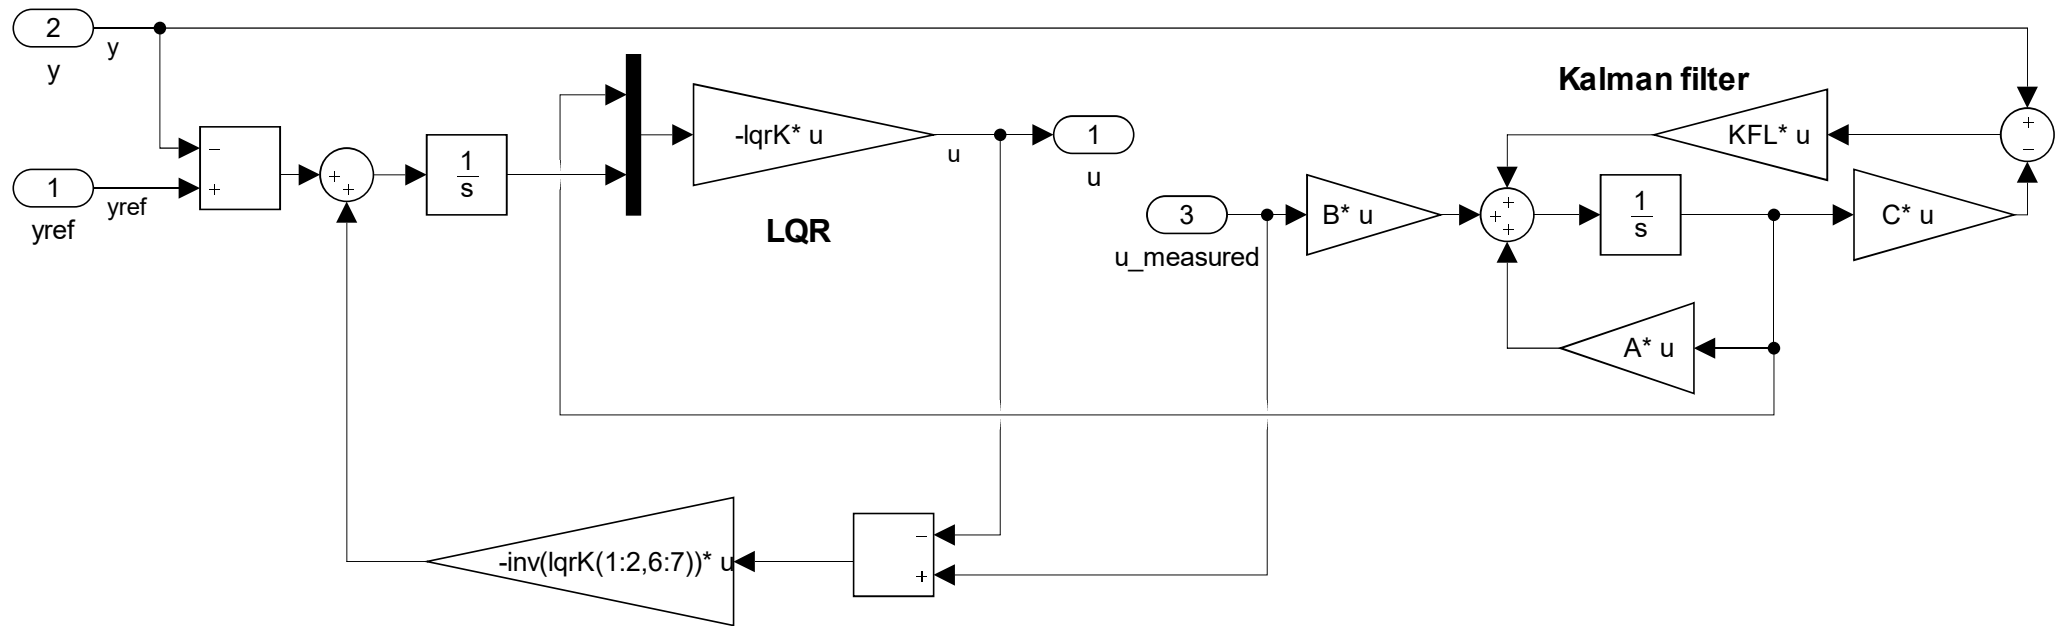 2
y
y
Kalman filter
1
yref
yref
−
+
+
+
1
s
-lqrK* u
u
1
u
LQR
3
u_measured
B* u
+
+
+
1
s
KFL* u
+
−
C* u
A* u
-inv(lqrK(1:2,6:7))* u
−
+